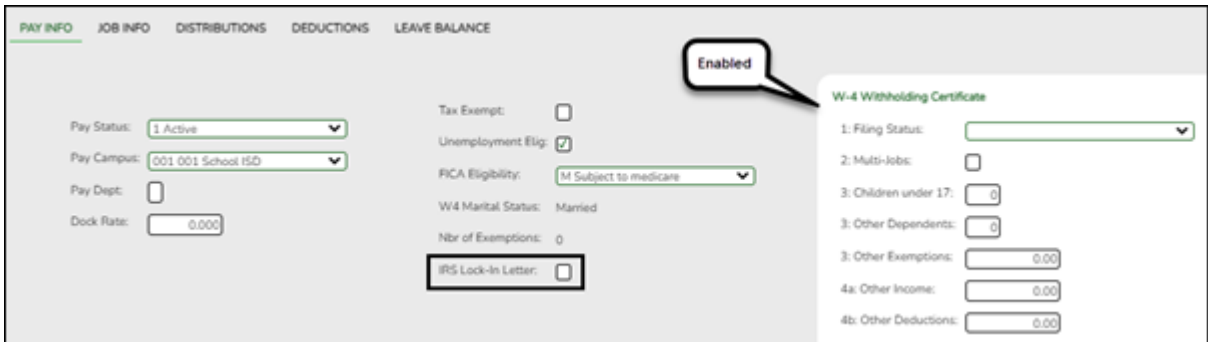 PAY INFO JOB INFO DISTRIBUTIONS DEDUCTIONS LEAVE BALANCE
Enabled
Pay Status: 1 Active
Pay Campus: 001 001 School ISD
Pay Dept:
Dock Rate: 0.000
Tax Exempt:
Unemployment Elig:
FICA Eligibility: M Subject to medicare
W4 Marital Status: Married
Nbr of Exemptions: 0
IRS Lock-In Letter:
W-4 Withholding Certificate
1: Filing Status:
2: Multi-Jobs:
3: Children under 17: 0
3: Other Dependents: 0
3: Other Exemptions: 0.00
4a: Other Income: 0.00
4b: Other Deductions: 0.00